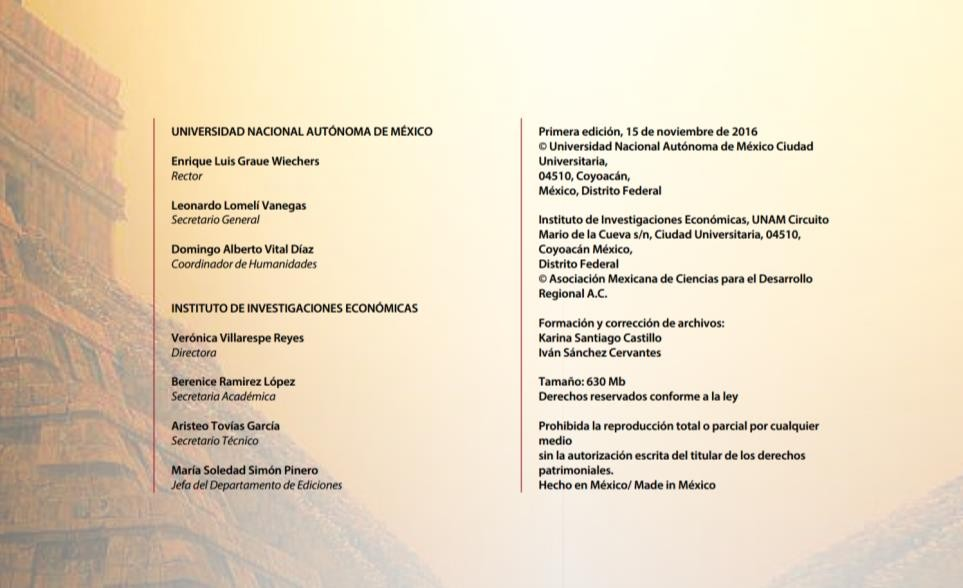 UNIVERSIDAD NACIONAL AUTÓNOMA DE MÉXICO
Enrique Luis Graue Wiechers
Rector
Leonardo Lomelí Vanegas
Secretario General
Domingo Alberto Vital Díaz
Coordinador de Humanidades
INSTITUTO DE INVESTIGACIONES ECONÓMICAS
Verónica Villarespe Reyes
Directora
Berenice Ramirez López
Secretaria Académica
Aristeo Tovías García
Secretario Técnico
María Soledad Simón Pinero
Jefa del Departamento de Ediciones
Primera edición, 15 de noviembre de 2016
© Universidad Nacional Autónoma de México Ciudad
Universitaria,
04510, Coyoacán,
México, Distrito Federal
Instituto de Investigaciones Económicas, UNAM Circuito
Mario de la Cueva s/n, Ciudad Universitaria, 04510,
Coyoacán México,
Distrito Federal
© Asociación Mexicana de Ciencias para el Desarrollo
Regional A.C.
Formación y corrección de archivos:
Karina Santiago Castillo
Iván Sánchez Cervantes
Tamaño: 630 Mb
Derechos reservados conforme a la ley
Prohibida la reproducción total o parcial por cualquier
medio
sin la autorización escrita del titular de los derechos
patrimoniales.
Hecho en México/ Made in México